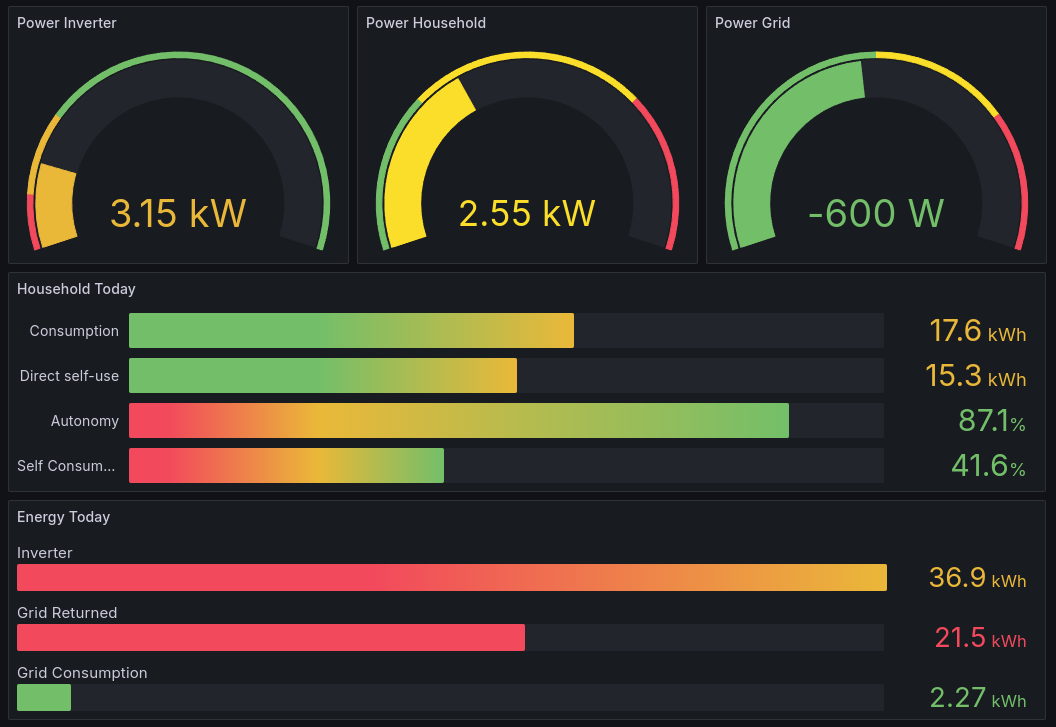 Power Inverter
3.15 kW
Power Household
2.55 kW
Power Grid
-600 W
Household Today
Consumption 17.6 kWh
Direct self-use 15.3 kWh
Autonomy 87.1%
Self Consum... 41.6%
Energy Today
Inverter
36.9 kWh
Grid Returned
21.5 kWh
Grid Consumption
2.27 kWh